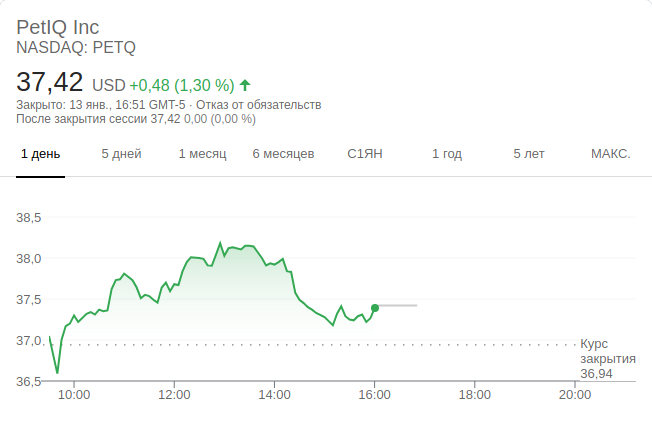 PetIQ Inc
NASDAQ: PETQ
37,42 USD +0,48 (1,30 %)
Закрыто: 13 янв., 16:51 GMT-5 · Отказ от обязательств
После закрытия сессии 37,42 0,00 (0,00 %)
1 день 5 дней 1 месяц 6 месяцев С1ЯН 1 год 5 лет МАКС.
38,5
38,0
37,5
37,0
Курс
закрытия
36,94
36,5
10:00 12:00 14:00 16:00 18:00 20:00